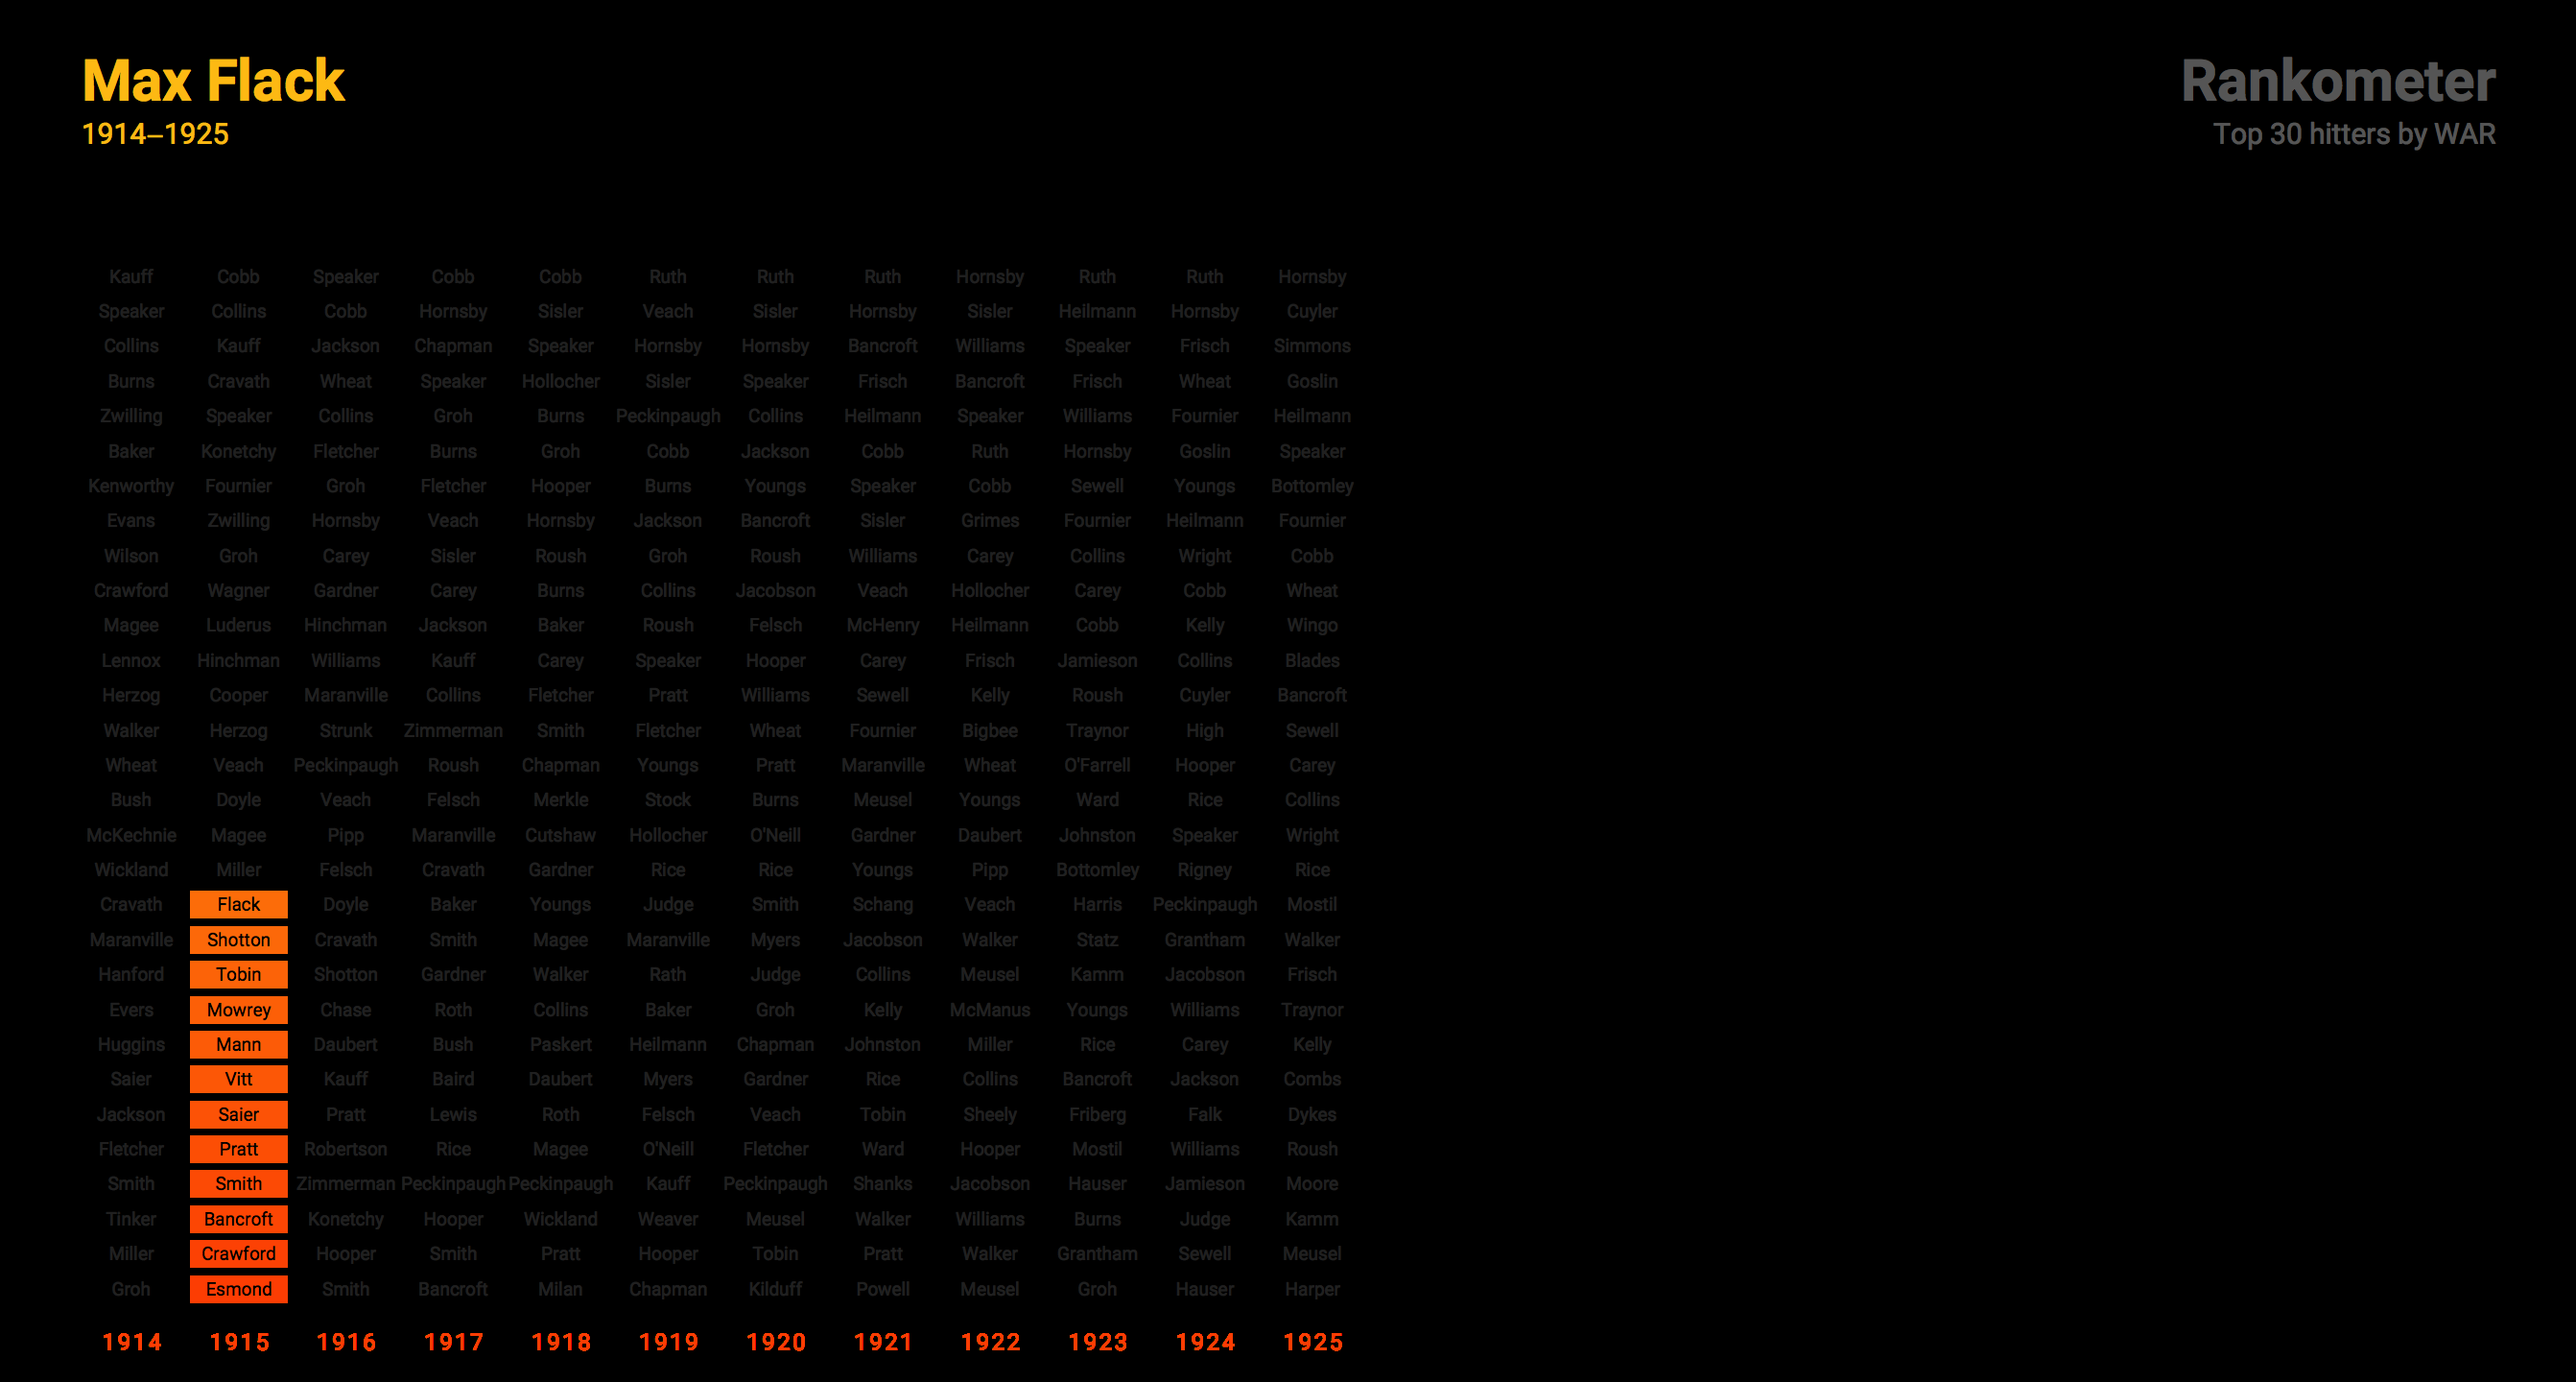 Max Flack
1914–1925
Rankometer
Top 30 hitters by WAR
Kauff Cobb Speaker Cobb Cobb Ruth Ruth Ruth Hornsby Ruth Ruth Hornsby
Speaker Collins Cobb Hornsby Sisler Veach Sisler Hornsby Sisler Heilmann Hornsby Cuyler
Collins Kauff Jackson Chapman Speaker Hornsby Hornsby Bancroft Williams Speaker Frisch Simmons
Burns Cravath Wheat Speaker Hollocher Sisler Speaker Frisch Bancroft Frisch Wheat Goslin
Zwilling Speaker Collins Groh Burns Peckinpaugh Collins Heilmann Speaker Williams Fournier Heilmann
Baker Konetchy Fletcher Burns Groh Cobb Jackson Cobb Ruth Hornsby Goslin Speaker
Kenworthy Fournier Groh Fletcher Hooper Burns Youngs Speaker Cobb Sewell Youngs Bottomley
Evans Zwilling Hornsby Veach Hornsby Jackson Bancroft Sisler Grimes Fournier Heilmann Fournier
Wilson Groh Carey Sisler Roush Groh Roush Williams Carey Collins Wright Cobb
Crawford Wagner Gardner Carey Burns Collins Jacobson Veach Hollocher Carey Cobb Wheat
Magee Luderus Hinchman Jackson Baker Roush Felsch McHenry Heilmann Cobb Kelly Wingo
Lennox Hinchman Williams Kauff Carey Speaker Hooper Carey Frisch Jamieson Collins Blades
Herzog Cooper Maranville Collins Fletcher Pratt Williams Sewell Kelly Roush Cuyler Bancroft
Walker Herzog Strunk Zimmerman Smith Fletcher Wheat Fournier Bigbee Traynor High Sewell
Wheat Veach Peckinpaugh Roush Chapman Youngs Pratt Maranville Wheat O'Farrell Hooper Carey
Bush Doyle Veach Felsch Merkle Stock Burns Meusel Youngs Ward Rice Collins
McKechnie Magee Pipp Maranville Cutshaw Hollocher O'Neill Gardner Daubert Johnston Speaker Wright
Wickland Miller Felsch Cravath Gardner Rice Rice Youngs Pipp Bottomley Rigney Rice
Cravath Flack Doyle Baker Youngs Judge Smith Schang Veach Harris Peckinpaugh Mostil
Maranville Shotton Cravath Smith Magee Maranville Myers Jacobson Walker Statz Grantham Walker
Hanford Tobin Shotton Gardner Walker Rath Judge Collins Meusel Kamm Jacobson Frisch
Evers Mowrey Chase Roth Collins Baker Groh Kelly McManus Youngs Williams Traynor
Huggins Mann Daubert Bush Paskert Heilmann Chapman Johnston Miller Rice Carey Kelly
Saier Vitt Kauff Baird Daubert Myers Gardner Rice Collins Bancroft Jackson Combs
Jackson Saier Pratt Lewis Roth Felsch Veach Tobin Sheely Friberg Falk Dykes
Fletcher Pratt Robertson Rice Magee O'Neill Fletcher Ward Hooper Mostil Williams Roush
Smith Smith Zimmerman Peckinpaugh Peckinpaugh Kauff Peckinpaugh Shanks Jacobson Hauser Jamieson Moore
Tinker Bancroft Konetchy Hooper Wickland Weaver Meusel Walker Williams Burns Judge Kamm
Miller Crawford Hooper Smith Pratt Hooper Tobin Pratt Walker Grantham Sewell Meusel
Groh Esmond Smith Bancroft Milan Chapman Kilduff Powell Meusel Groh Hauser Harper
1914 1915 1916 1917 1918 1919 1920 1921 1922 1923 1924 1925